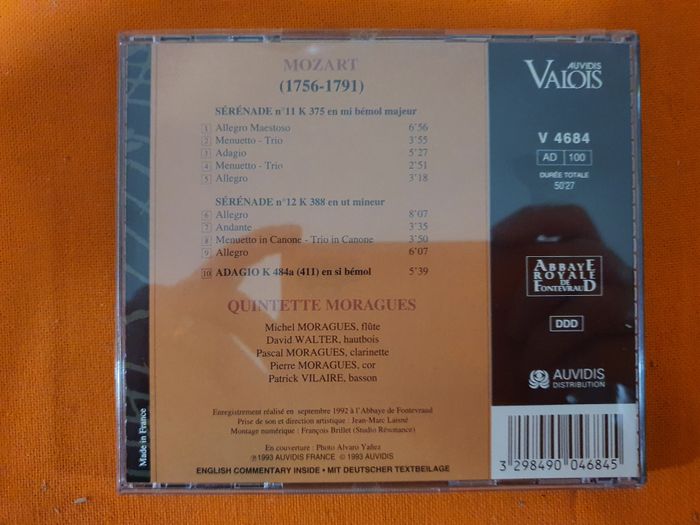 MOZART
(1756-1791)
SÉRÉNADE n°11 K 375 en mi bémol majeur
1 Allegro Maestoso 6'56
2 Menuetto - Trio 3'55
3 Adagio 5'27
4 Menuetto - Trio 2'51
5 Allegro 3'18
SÉRÉNADE n°12 K 388 en ut mineur
6 Allegro 8'07
7 Andante 3'35
8 Menuetto in Canone - Trio in Canone 3'50
9 Allegro 6'07
10 ADAGIO K 484a (411) en si bémol 5'39
QUINTETTE MORAGUES
Michel MORAGUES, flûte
David WALTER, hautbois
Pascal MORAGUES, clarinette
Pierre MORAGUES, cor
Patrick VILAIRE, basson
Enregistrement réalisé en septembre 1992 à l'Abbaye de Fontevraud
Prise de son et direction artistique : Jean-Marc Laisné
Montage numérique : François Brillet (Studio Résonance)
En couverture : Photo Alvaro Yañez
℗1993 AUVIDIS FRANCE © 1993 AUVIDIS
ENGLISH COMMENTARY INSIDE • MIT DEUTSCHER TEXTBEILAGE
Made in France
AUVIDIS
VALOIS
V 4684
AD 100
DURÉE TOTALE
50'27
ABBAYE
ROYALE
DE
FONTEVRAUD
DDD
AUVIDIS
DISTRIBUTION
3 298490 046845